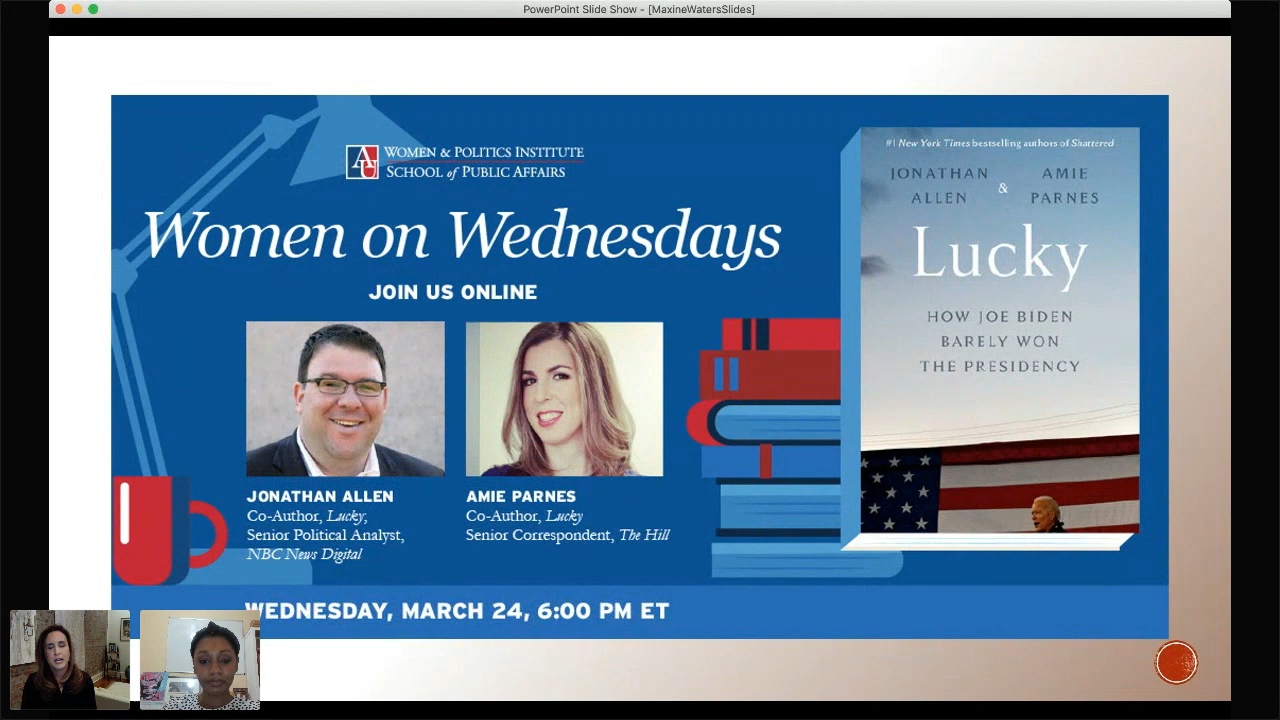 PowerPoint Slide Show - [MaxineWatersSlides]
AU WOMEN & POLITICS INSTITUTE
SCHOOL of PUBLIC AFFAIRS
Women on Wednesdays
JOIN US ONLINE
JONATHAN ALLEN
Co-Author, Lucky;
Senior Political Analyst,
NBC News Digital
AMIE PARNES
Co-Author, Lucky
Senior Correspondent, The Hill
WEDNESDAY, MARCH 24, 6:00 PM ET
#1 New York Times bestselling authors of Shattered
JONATHAN ALLEN
&
AMIE PARNES
Lucky
HOW JOE BIDEN
BARELY WON
THE PRESIDENCY